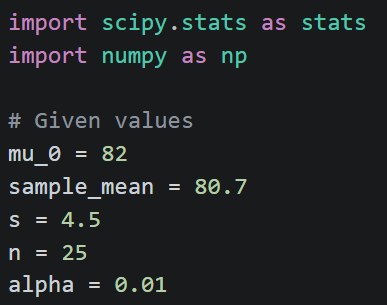 import scipy.stats as stats
import numpy as np
# Given values
mu_0 = 82
sample_mean = 80.7
s = 4.5
n = 25
alpha = 0.01